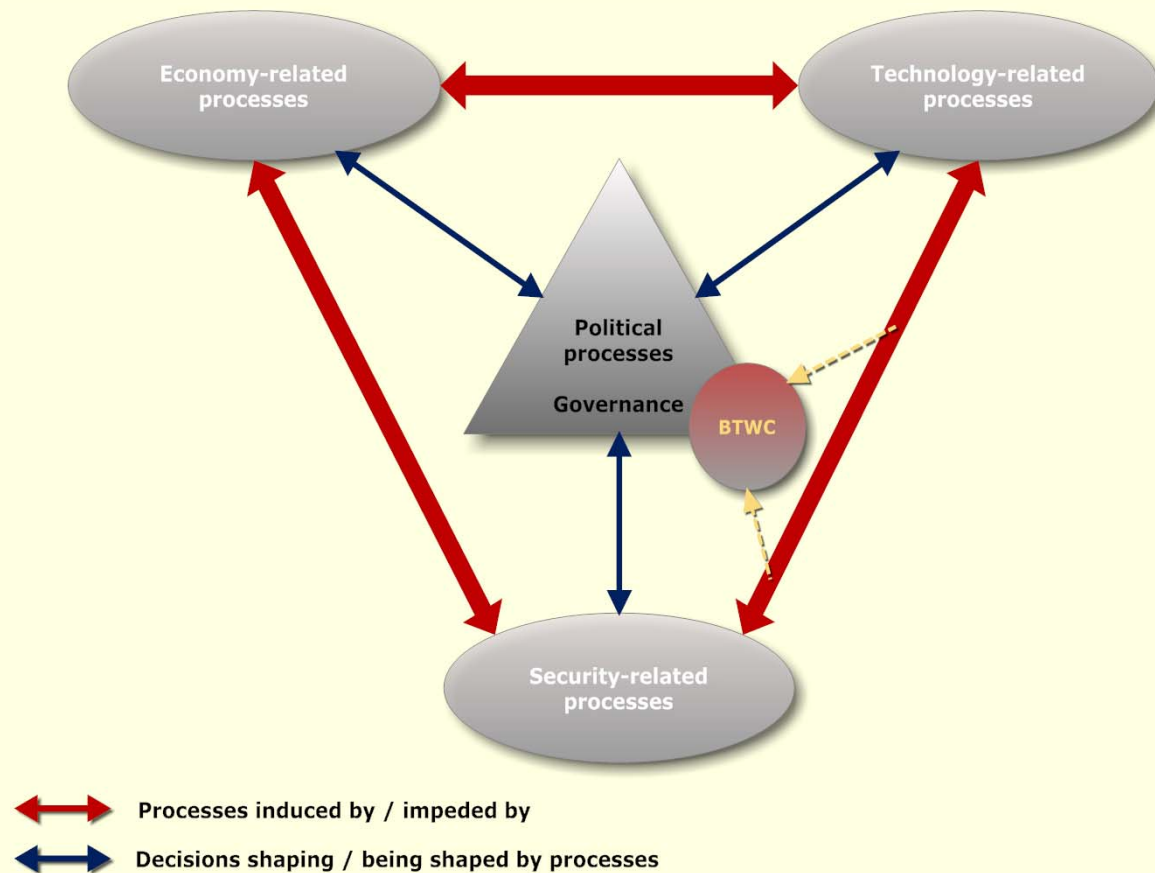 Economy-related
processes
Technology-related
processes
Political
processes
Governance
BTWC
Security-related
processes
Processes induced by / impeded by
Decisions shaping / being shaped by processes